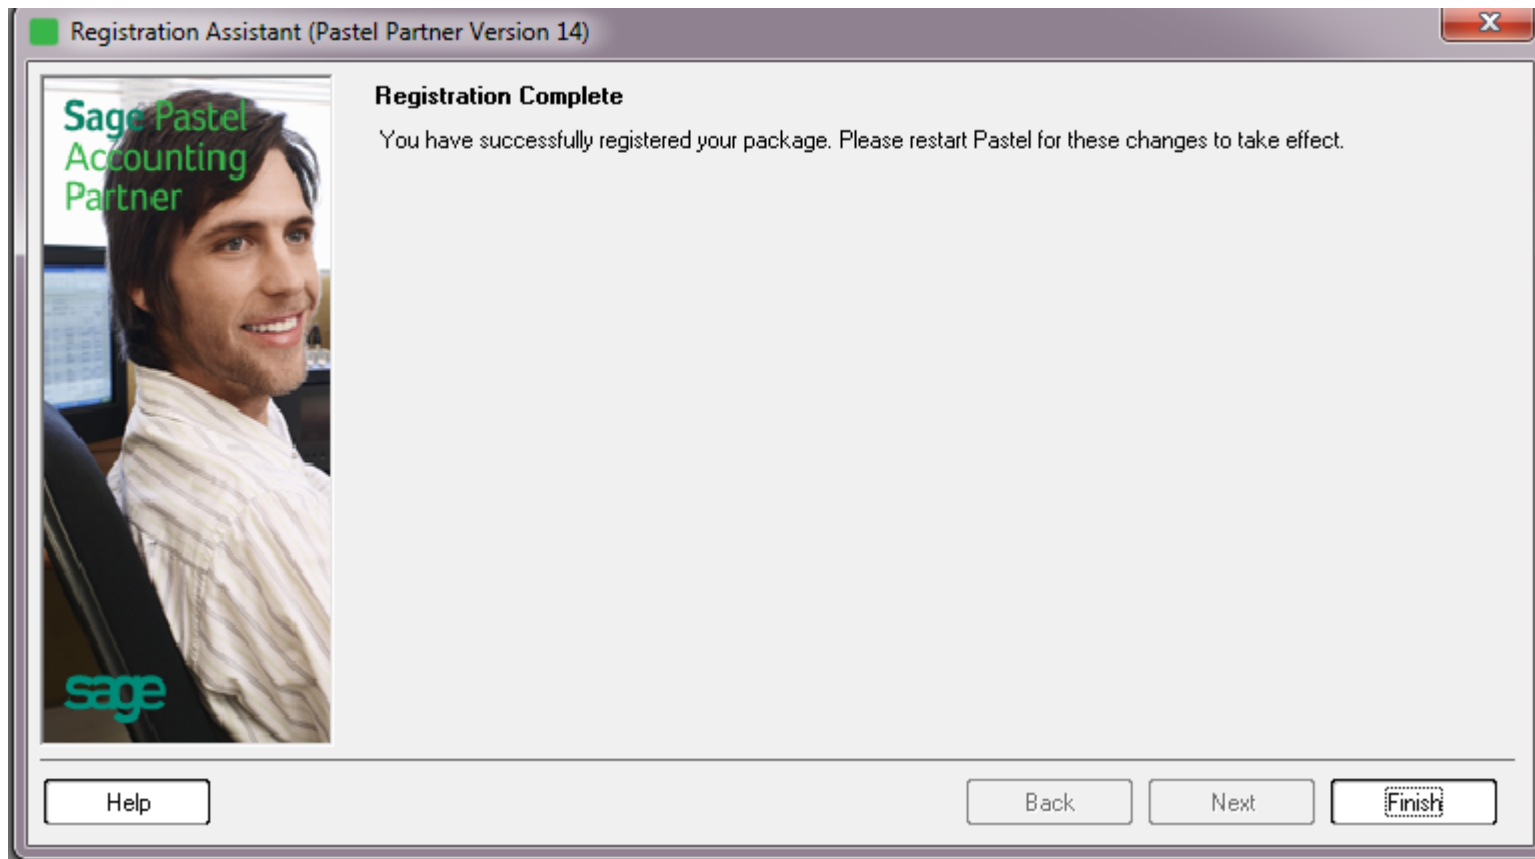 Registration Assistant (Pastel Partner Version 14)
X
Sage Pastel
Accounting
Partner
Registration Complete
You have successfully registered your package. Please restart Pastel for these changes to take effect.
sage
Help
Back
Next
Finish